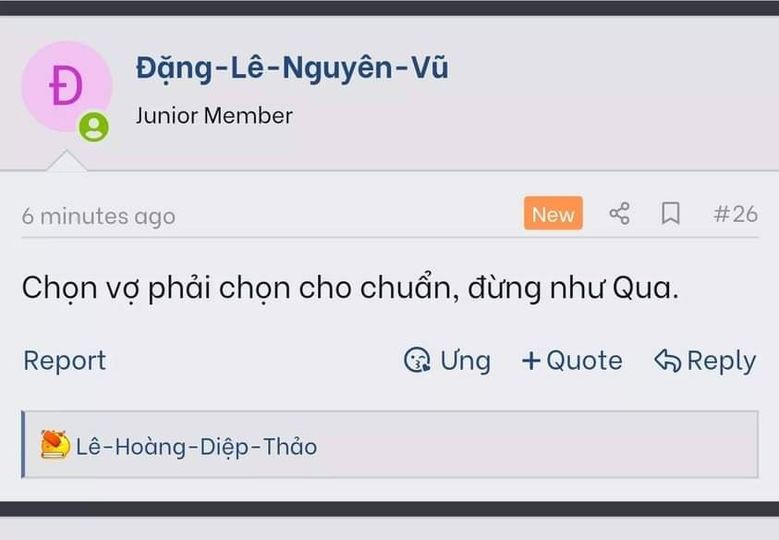 Đ
Đặng-Lê-Nguyên-Vũ
Junior Member
6 minutes ago New #26
Chọn vợ phải chọn cho chuẩn, đừng như Qua.
Report Ưng +Quote Reply
Lê-Hoàng-Diệp-Thảo